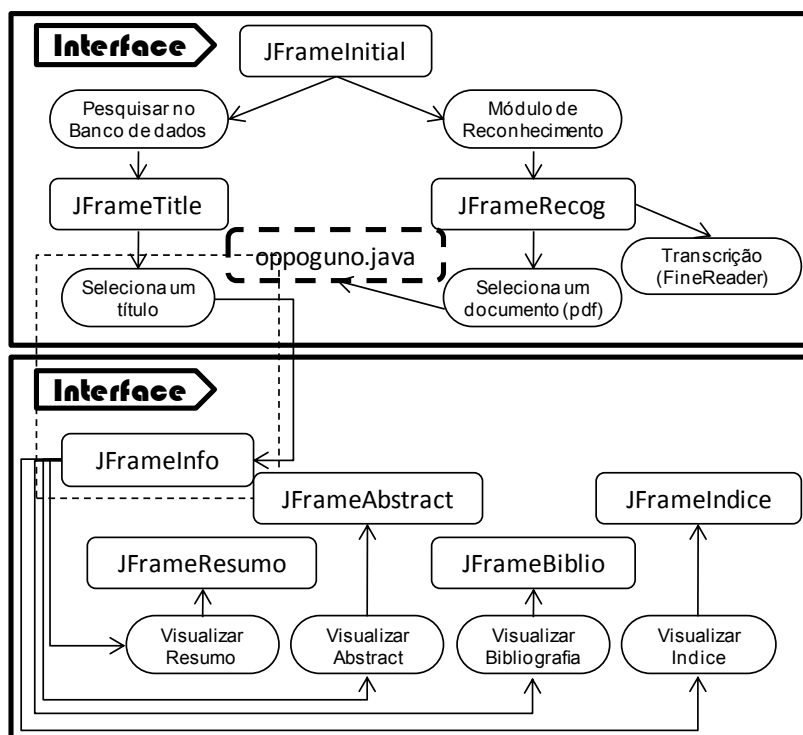 Interface
JFrameInitial
Pesquisar no
Banco de dados
Módulo de
Reconhecimento
JFrameTitle
JFrameRecog
oppoguno.java
Transcrição
(FineReader)
Seleciona um
título
Seleciona um
documento (pdf)
Interface
JFrameInfo
JFrameAbstract
JFrameIndice
JFrameResumo
JFrameBiblio
Visualizar
Resumo
Visualizar
Abstract
Visualizar
Bibliografia
Visualizar
Indice